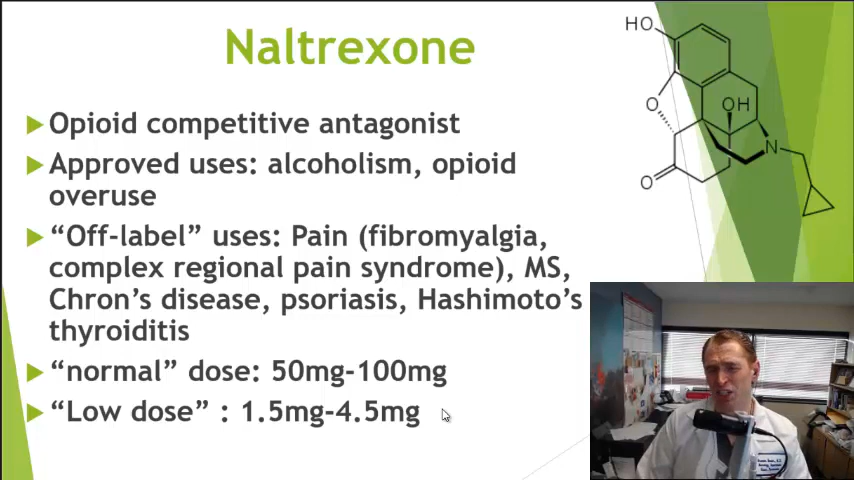 Naltrexone
Opioid competitive antagonist
Approved uses: alcoholism, opioid
overuse
“Off-label” uses: Pain (fibromyalgia,
complex regional pain syndrome), MS,
Chron’s disease, psoriasis, Hashimoto’s
thyroiditis
“normal” dose: 50mg-100mg
“Low dose” : 1.5mg-4.5mg
HO
OH
O
N
O